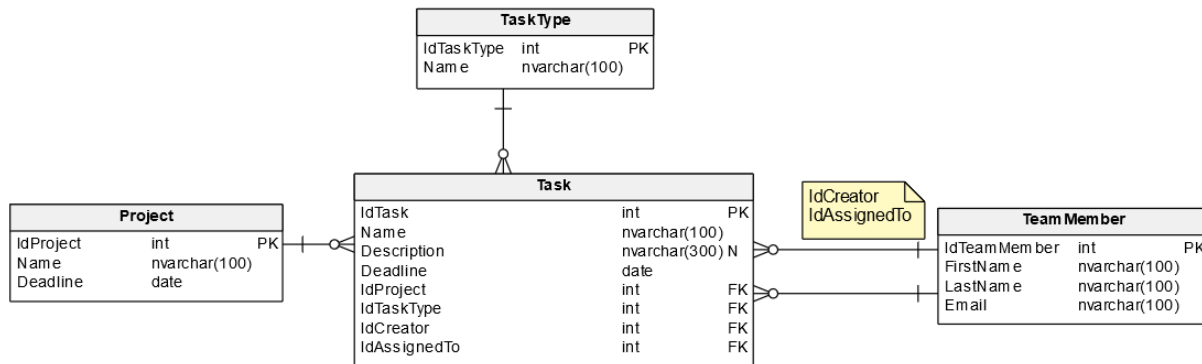 TaskType
IdTaskType int PK
Name nvarchar(100)
Task
IdTask int PK
Name nvarchar(100)
Description nvarchar(300) N
Deadline date
IdProject int FK
IdTaskType int FK
IdCreator int FK
IdAssignedTo int FK
Project
IdProject int PK
Name nvarchar(100)
Deadline date
IdCreator
IdAssignedTo
TeamMember
IdTeamMember int PK
FirstName nvarchar(100)
LastName nvarchar(100)
Email nvarchar(100)